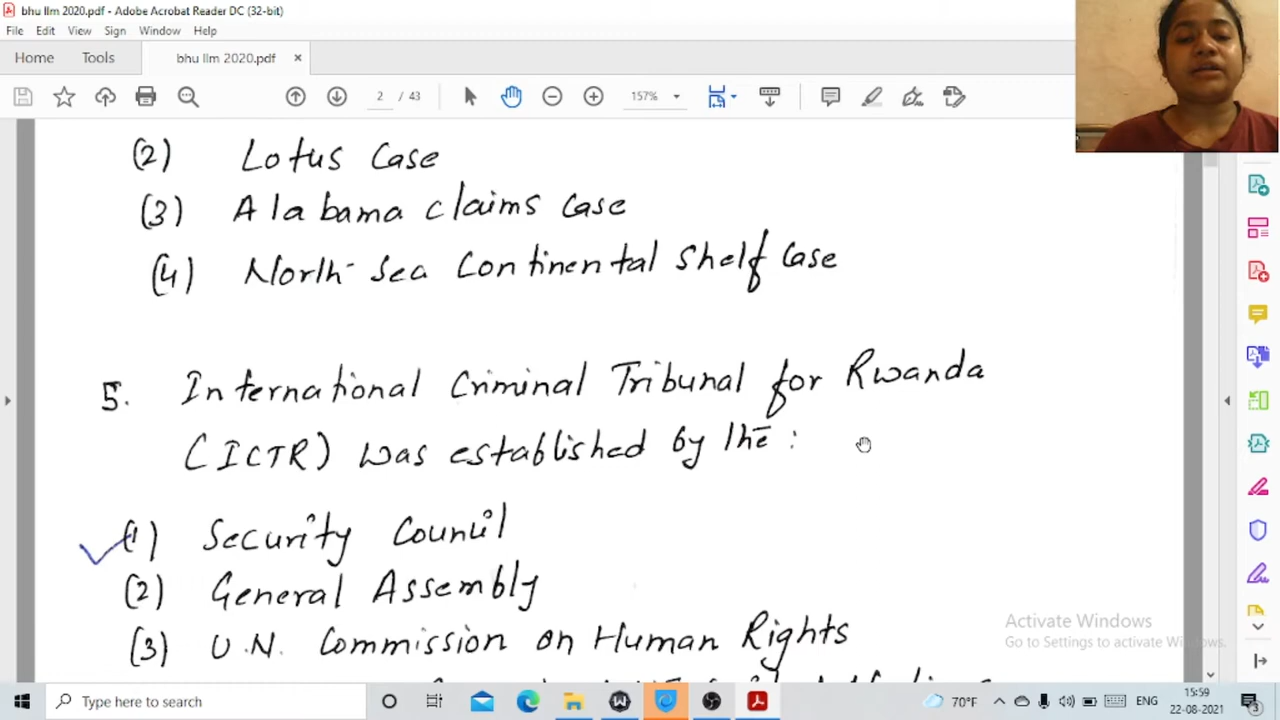 bhu llm 2020.pdf - Adobe Acrobat Reader DC (32-bit)
File Edit View Sign Window Help
Home Tools bhu llm 2020.pdf ×
2 / 43 157%
(2) Lotus Case
(3) Alabama claims Case
(4) North-Sea Continental Shelf Case
5. International Criminal Tribunal for Rwanda
(ICTR) was established by the :
(1) Security Council
(2) General Assembly
(3) U.N. Commission on Human Rights
Activate Windows
Go to Settings to activate Windows.
Type here to search
70°F ENG 15:59
22-08-2021
3